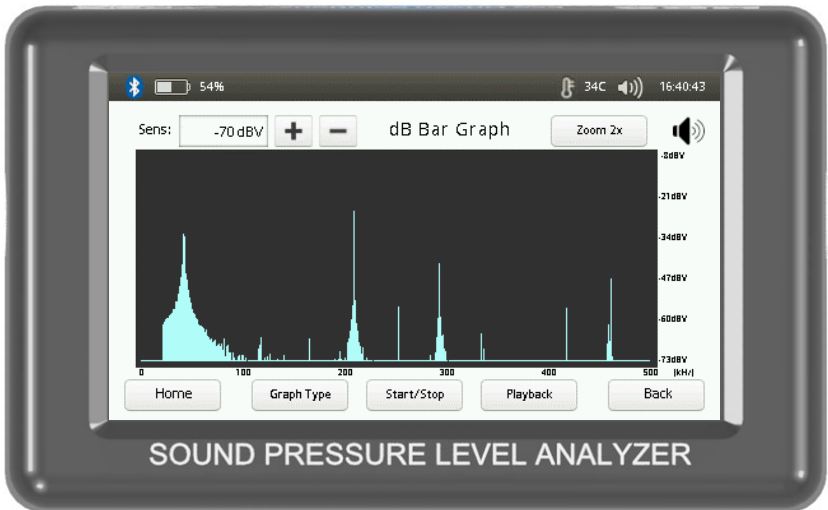 54% 34C 16:40:43
Sens: -70 dBV + − dB Bar Graph Zoom 2x
-8dBV
-21dBV
-34dBV
-47dBV
-60dBV
-73dBV
0 100 200 300 400 500 |kH/|
Home Graph Type Start/Stop Playback Back
SOUND PRESSURE LEVEL ANALYZER